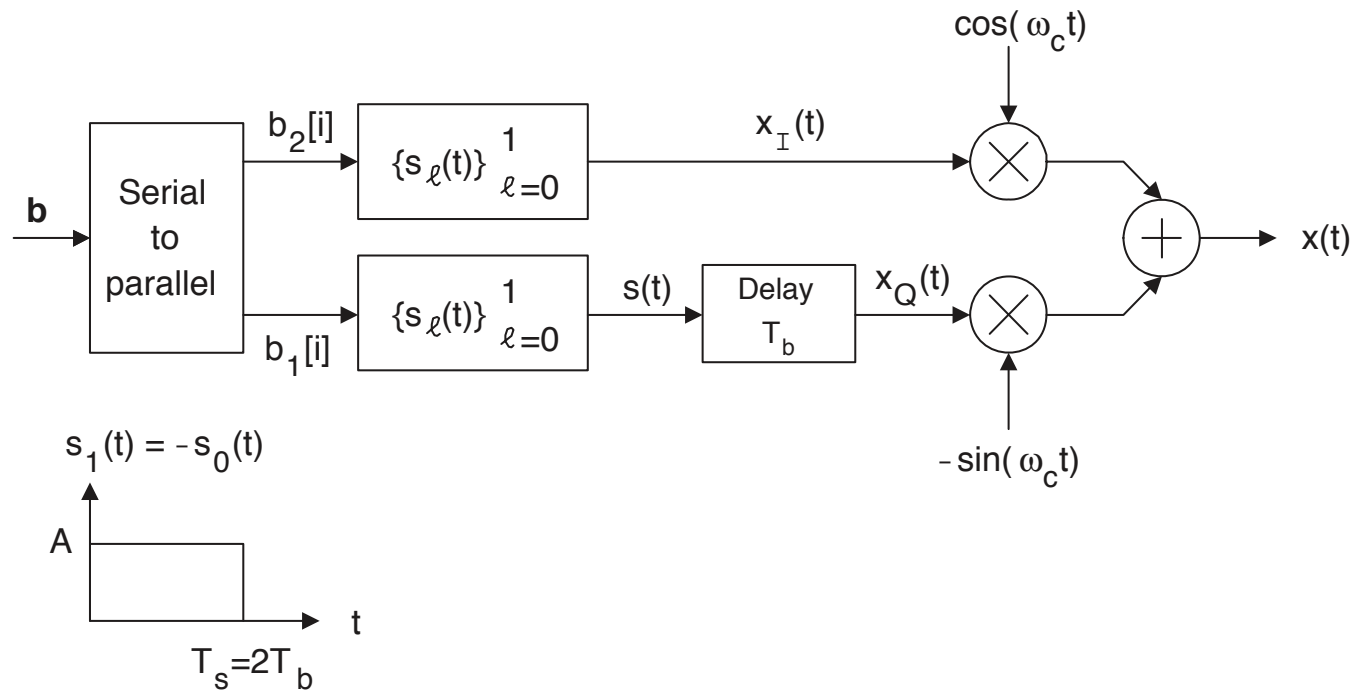 cos(ω_c t)
b_2[i]
{s_ℓ(t)} 1 ℓ=0
x_I(t)
b
Serial
to
parallel
x(t)
b_1[i]
{s_ℓ(t)} 1 ℓ=0
s(t)
Delay
T_b
x_Q(t)
-sin(ω_c t)
s_1(t) = -s_0(t)
A
t
T_s=2T_b